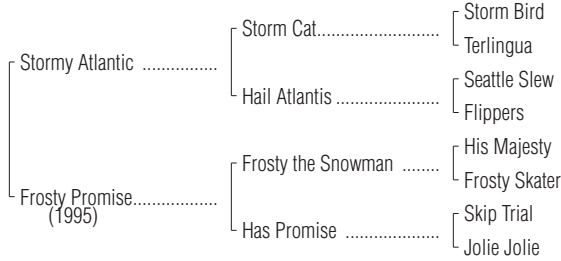 Storm Bird
Storm Cat........................
Terlingua
Stormy Atlantic ...............
Seattle Slew
Hail Atlantis .....................
Flippers
His Majesty
Frosty the Snowman ........
Frosty Skater
Frosty Promise.................
(1995)
Skip Trial
Has Promise ...................
Jolie Jolie